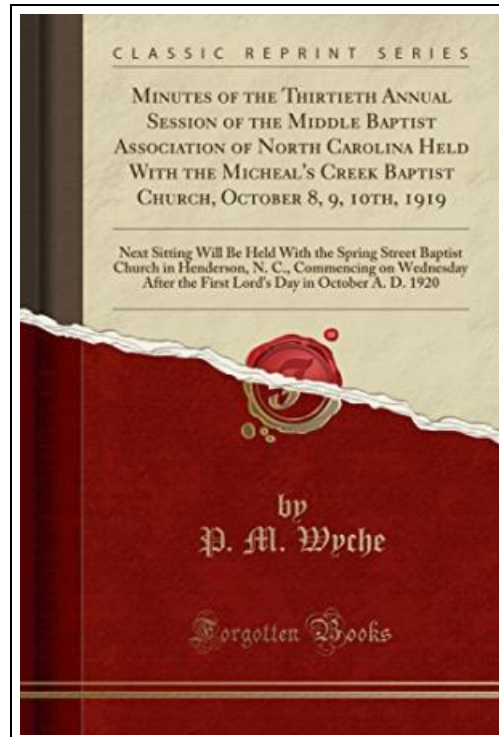 CLASSIC REPRINT SERIES
MINUTES OF THE THIRTIETH ANNUAL
SESSION OF THE MIDDLE BAPTIST
ASSOCIATION OF NORTH CAROLINA HELD
WITH THE MICHEAL'S CREEK BAPTIST
CHURCH, OCTOBER 8, 9, 10TH, 1919
Next Sitting Will Be Held With the Spring Street Baptist
Church in Henderson, N. C., Commencing on Wednesday
After the First Lord's Day in October A. D. 1920
by
P. M. Wyche
Forgotten Books